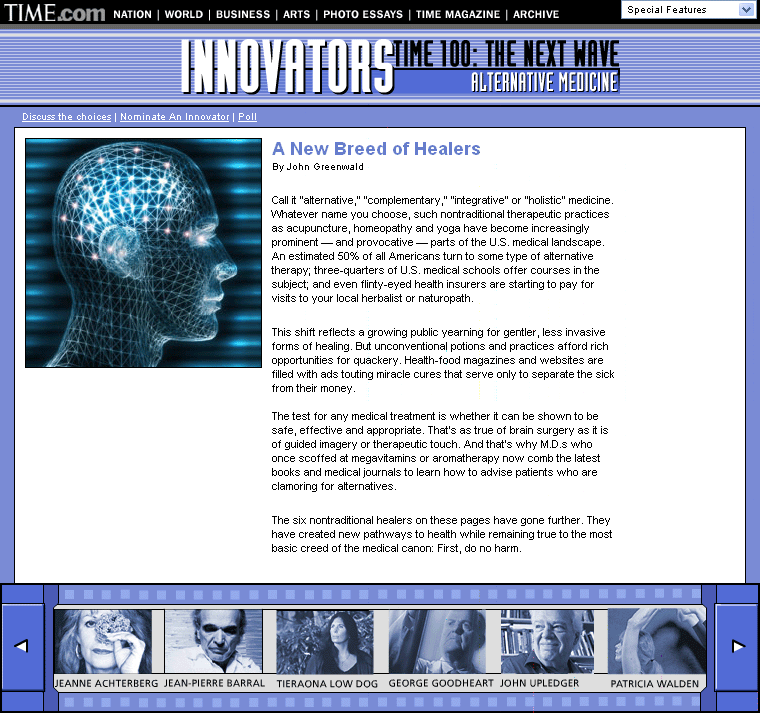 TIME.com NATION | WORLD | BUSINESS | ARTS | PHOTO ESSAYS | TIME MAGAZINE | ARCHIVE Special Features
INNOVATORS TIME 100: THE NEXT WAVE
ALTERNATIVE MEDICINE
Discuss the choices | Nominate An Innovator | Poll
A New Breed of Healers
By John Greenwald
Call it "alternative," "complementary," "integrative" or "holistic" medicine.
Whatever name you choose, such nontraditional therapeutic practices
as acupuncture, homeopathy and yoga have become increasingly
prominent — and provocative — parts of the U.S. medical landscape.
An estimated 50% of all Americans turn to some type of alternative
therapy; three-quarters of U.S. medical schools offer courses in the
subject; and even flinty-eyed health insurers are starting to pay for
visits to your local herbalist or naturopath.
This shift reflects a growing public yearning for gentler, less invasive
forms of healing. But unconventional potions and practices afford rich
opportunities for quackery. Health-food magazines and websites are
filled with ads touting miracle cures that serve only to separate the sick
from their money.
The test for any medical treatment is whether it can be shown to be
safe, effective and appropriate. That's as true of brain surgery as it is
of guided imagery or therapeutic touch. And that's why M.D.s who
once scoffed at megavitamins or aromatherapy now comb the latest
books and medical journals to learn how to advise patients who are
clamoring for alternatives.
The six nontraditional healers on these pages have gone further. They
have created new pathways to health while remaining true to the most
basic creed of the medical canon: First, do no harm.
JEANNE ACHTERBERG JEAN-PIERRE BARRAL TIERAONA LOW DOG GEORGE GOODHEART JOHN UPLEDGER PATRICIA WALDEN